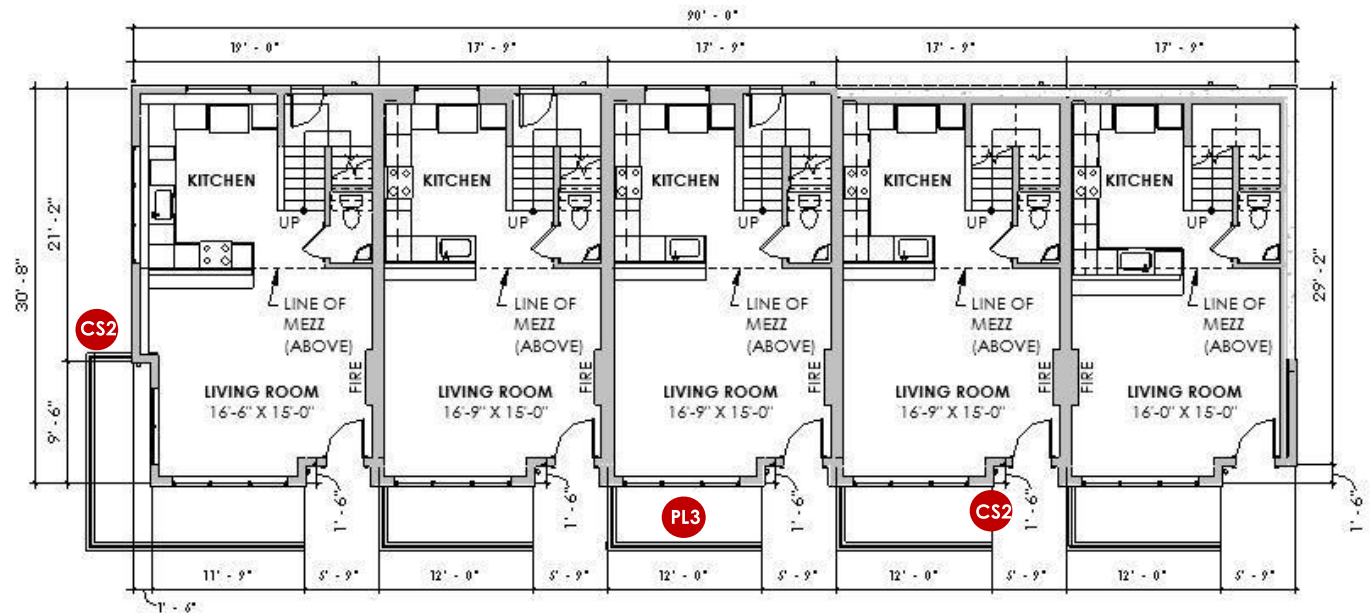 90' - 0"
19' - 0" 17' - 9" 17' - 9" 17' - 9" 17' - 9"
KITCHEN KITCHEN KITCHEN KITCHEN KITCHEN
UP UP UP UP UP
21' - 2"
30' - 8"
29' - 2"
LINE OF LINE OF LINE OF LINE OF LINE OF
MEZZ MEZZ MEZZ MEZZ MEZZ
(ABOVE) (ABOVE) (ABOVE) (ABOVE) (ABOVE)
CS2
FIRE FIRE FIRE FIRE FIRE
LIVING ROOM LIVING ROOM LIVING ROOM LIVING ROOM LIVING ROOM
16'-6" X 15'-0" 16'-9" X 15'-0" 16'-9" X 15'-0" 16'-9" X 15'-0" 16'-0" X 15'-0"
9' - 6"
PL3 CS2
1' - 6" 1' - 6" 1' - 6" 1' - 6" 1' - 6"
11' - 9" 5' - 9" 12' - 0" 5' - 9" 12' - 0" 5' - 9" 12' - 0" 5' - 9" 12' - 0" 5' - 9"
1' - 6"